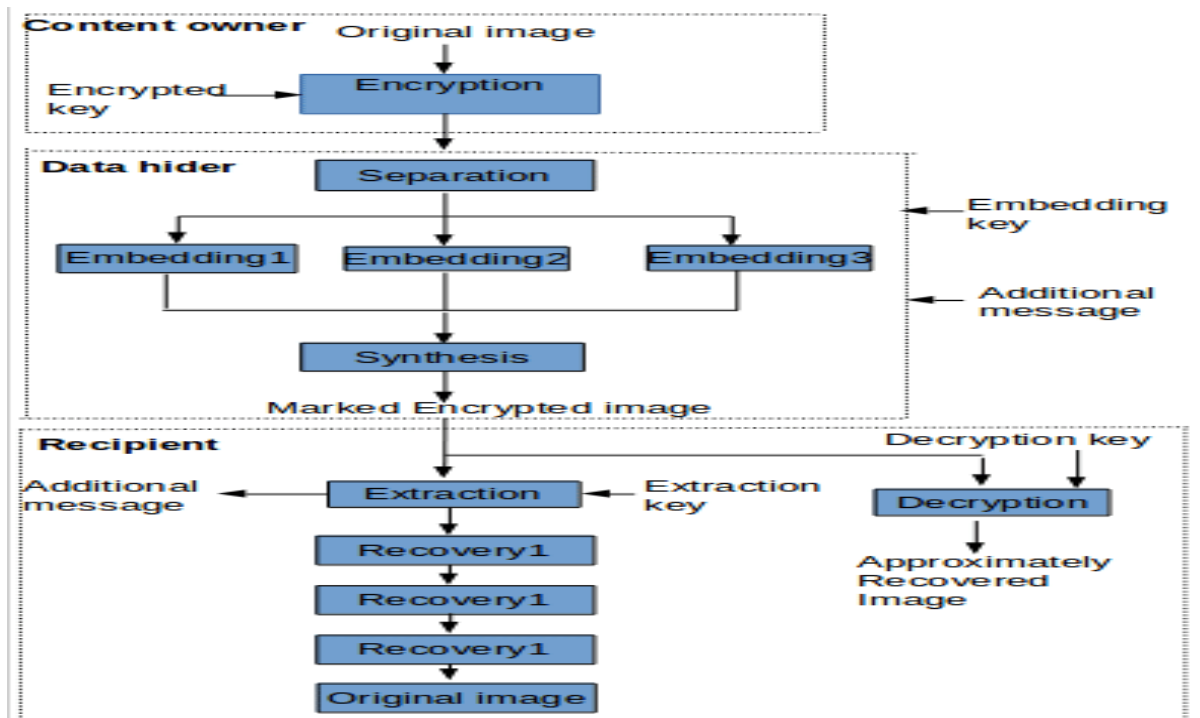 Content owner
Original image
Encryption
Encrypted
key
Data hider
Separation
Embedding
key
Embedding1
Embedding2
Embedding3
Additional
message
Synthesis
Marked Encrypted image
Recipient
Decryption key
Additional
message
Extraction
Extraction
key
Decryption
Recovery1
Approximately
Recovered
Image
Recovery1
Recovery1
Original image